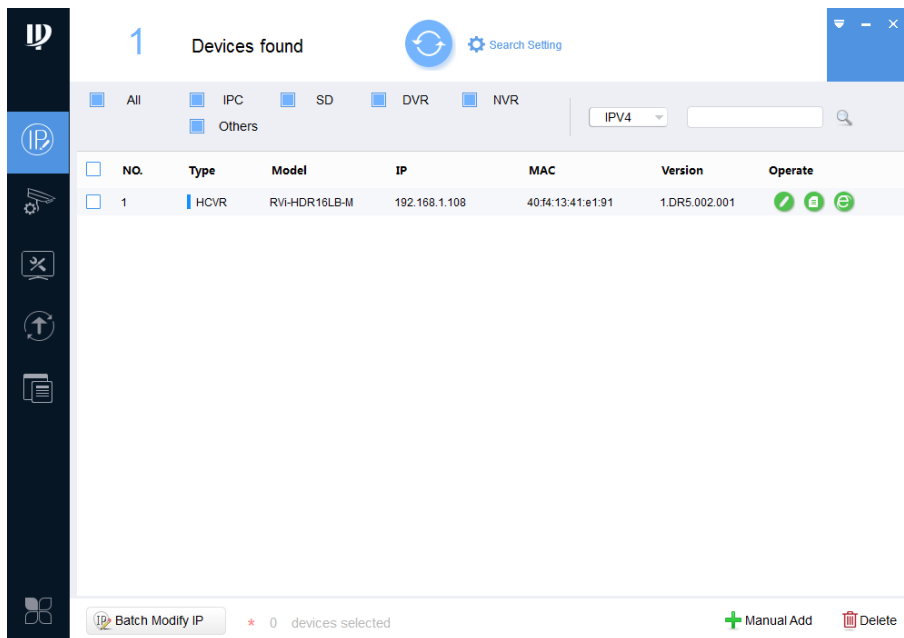 1 Devices found Search Setting
All IPC SD DVR NVR
Others
IPV4
NO. Type Model IP MAC Version Operate
1 HCVR RVi-HDR16LB-M 192.168.1.108 40:f4:13:41:e1:91 1.DR5.002.001
Batch Modify IP * 0 devices selected Manual Add Delete